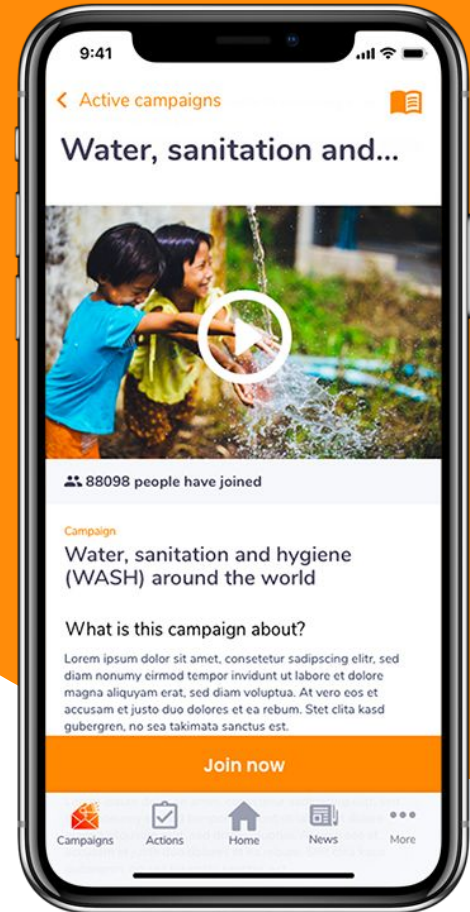 9:41
Active campaigns
Water, sanitation and...
88098 people have joined
Campaign
Water, sanitation and hygiene
(WASH) around the world
What is this campaign about?
Lorem ipsum dolor sit amet, consetetur sadipscing elitr, sed
diam nonumy eirmod tempor invidunt ut labore et dolore
magna aliquyam erat, sed diam voluptua. At vero eos et
accusam et justo duo dolores et ea rebum. Stet clita kasd
gubergren, no sea takimata sanctus est.
Join now
Campaigns Actions Home News More